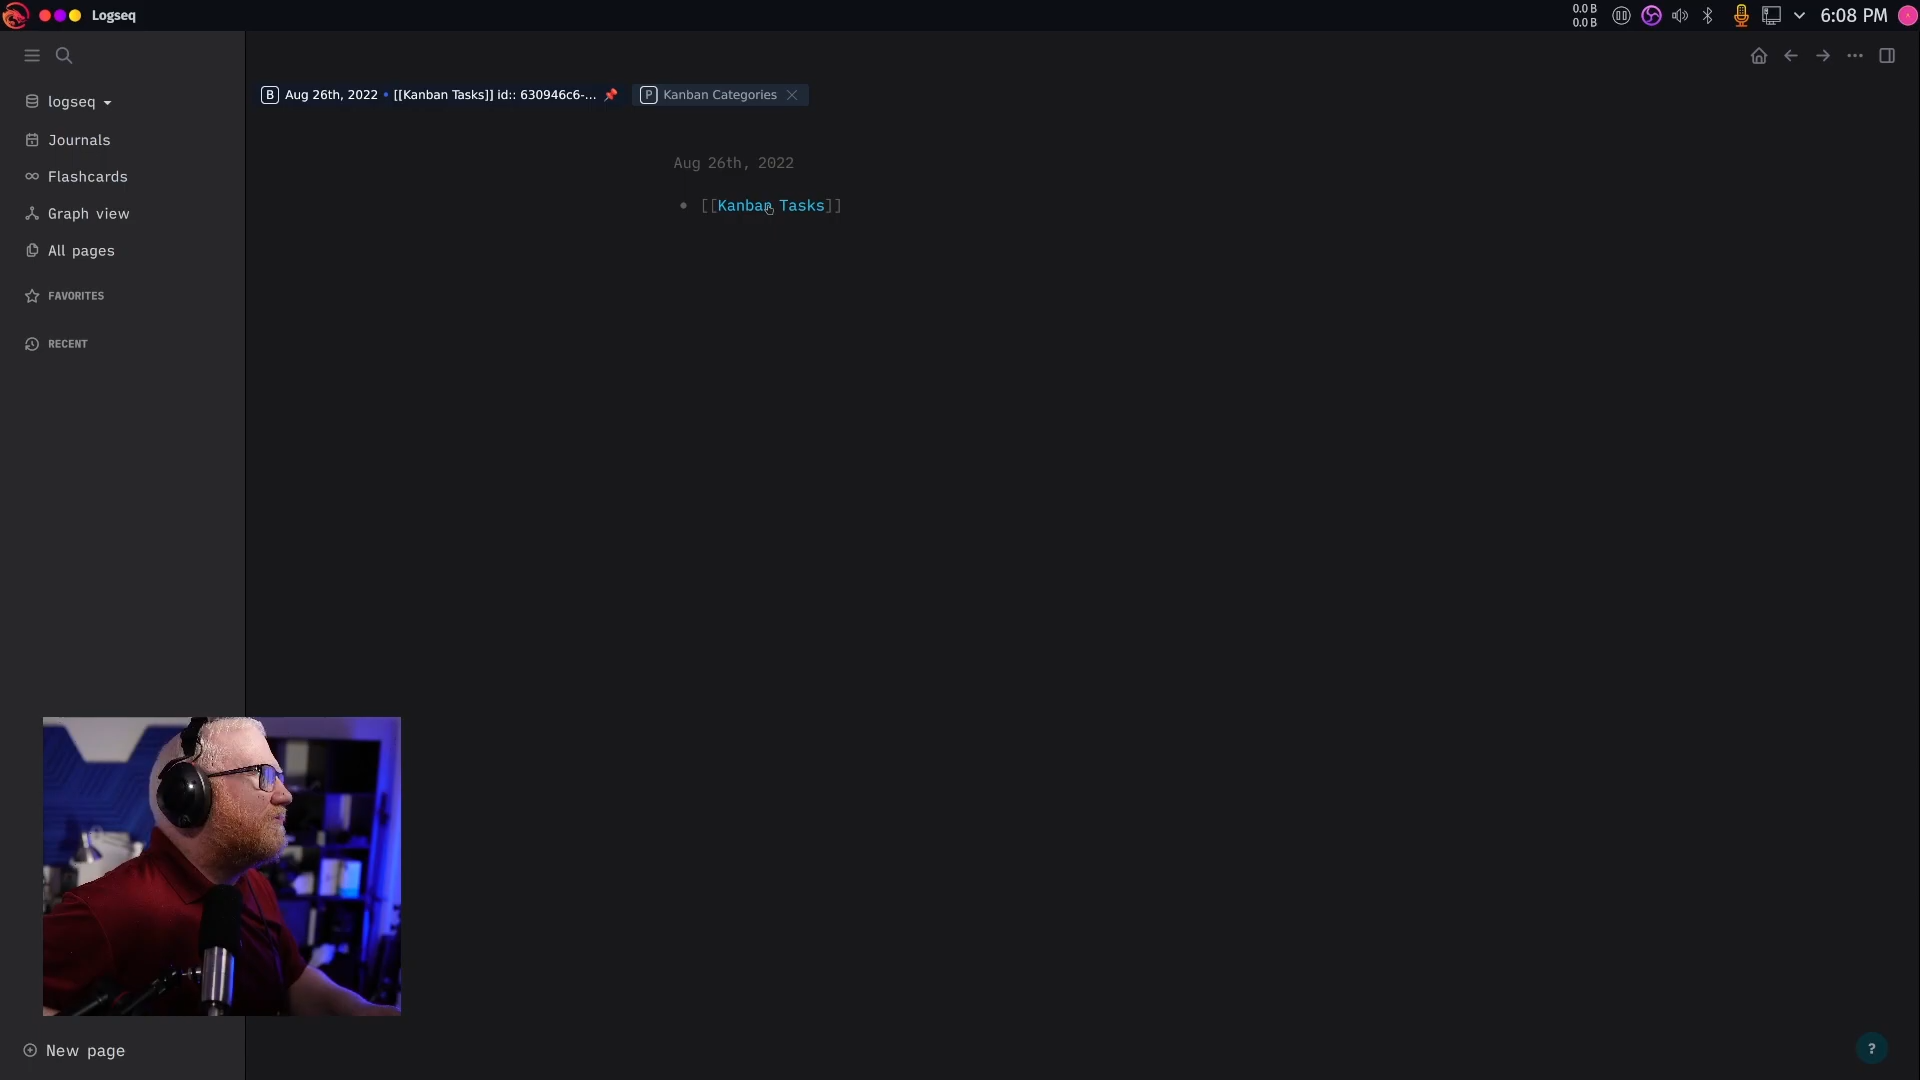 Logseq
0.0 B
0.0 B
6:08 PM
logseq
Journals
Flashcards
Graph view
All pages
FAVORITES
RECENT
B Aug 26th, 2022 • [[Kanban Tasks]] id:: 630946c6-...
P Kanban Categories
Aug 26th, 2022
[[Kanban Tasks]]
New page
?